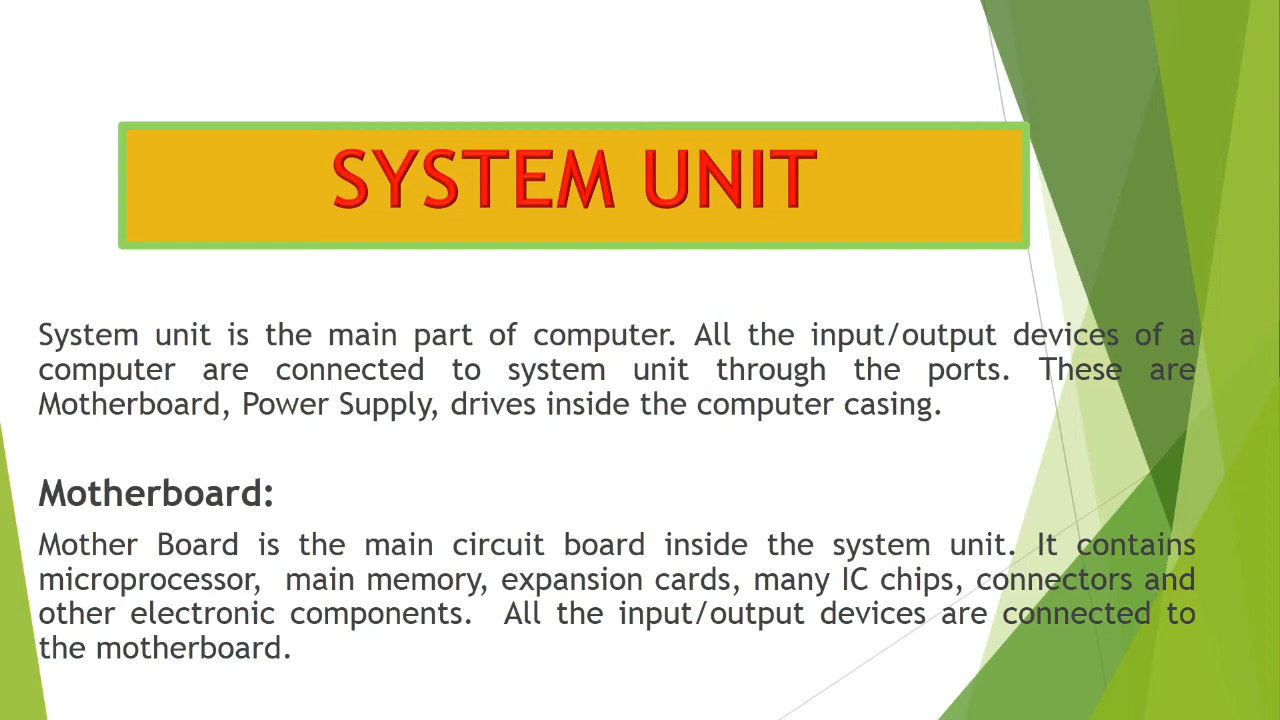 SYSTEM UNIT
System unit is the main part of computer. All the input/output devices of a
computer are connected to system unit through the ports. These are
Motherboard, Power Supply, drives inside the computer casing.
Motherboard:
Mother Board is the main circuit board inside the system unit. It contains
microprocessor, main memory, expansion cards, many IC chips, connectors and
other electronic components. All the input/output devices are connected to
the motherboard.